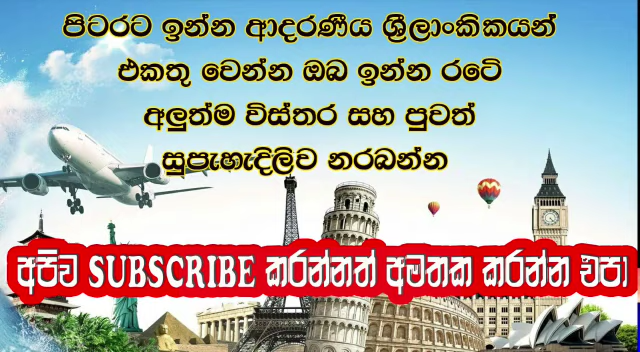 පිටරට ඉන්න ආදරණීය ශ්‍රීලාංකිකයන්
එකතු වෙන්න ඔබ ඉන්න රටේ
අලුත්ම විස්තර සහ පුවත්
සුපැහැදිලිව නරඹන්න
අපිව SUBSCRIBE කරන්නත් අමතක කරන්න එපා